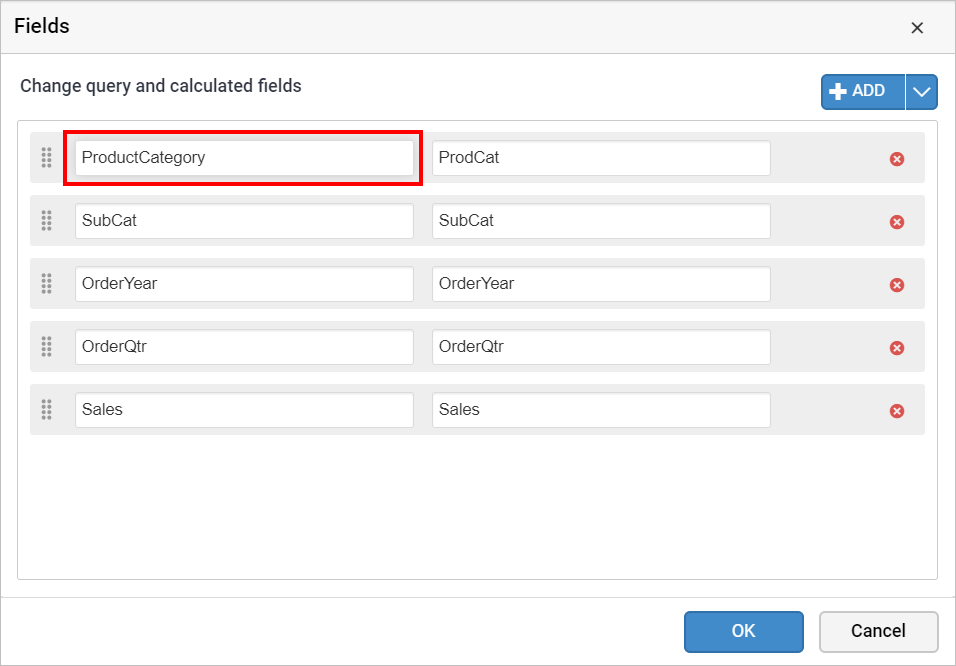 Fields
Change query and calculated fields
ADD
ProductCategory ProdCat
SubCat SubCat
OrderYear OrderYear
OrderQtr OrderQtr
Sales Sales
OK Cancel